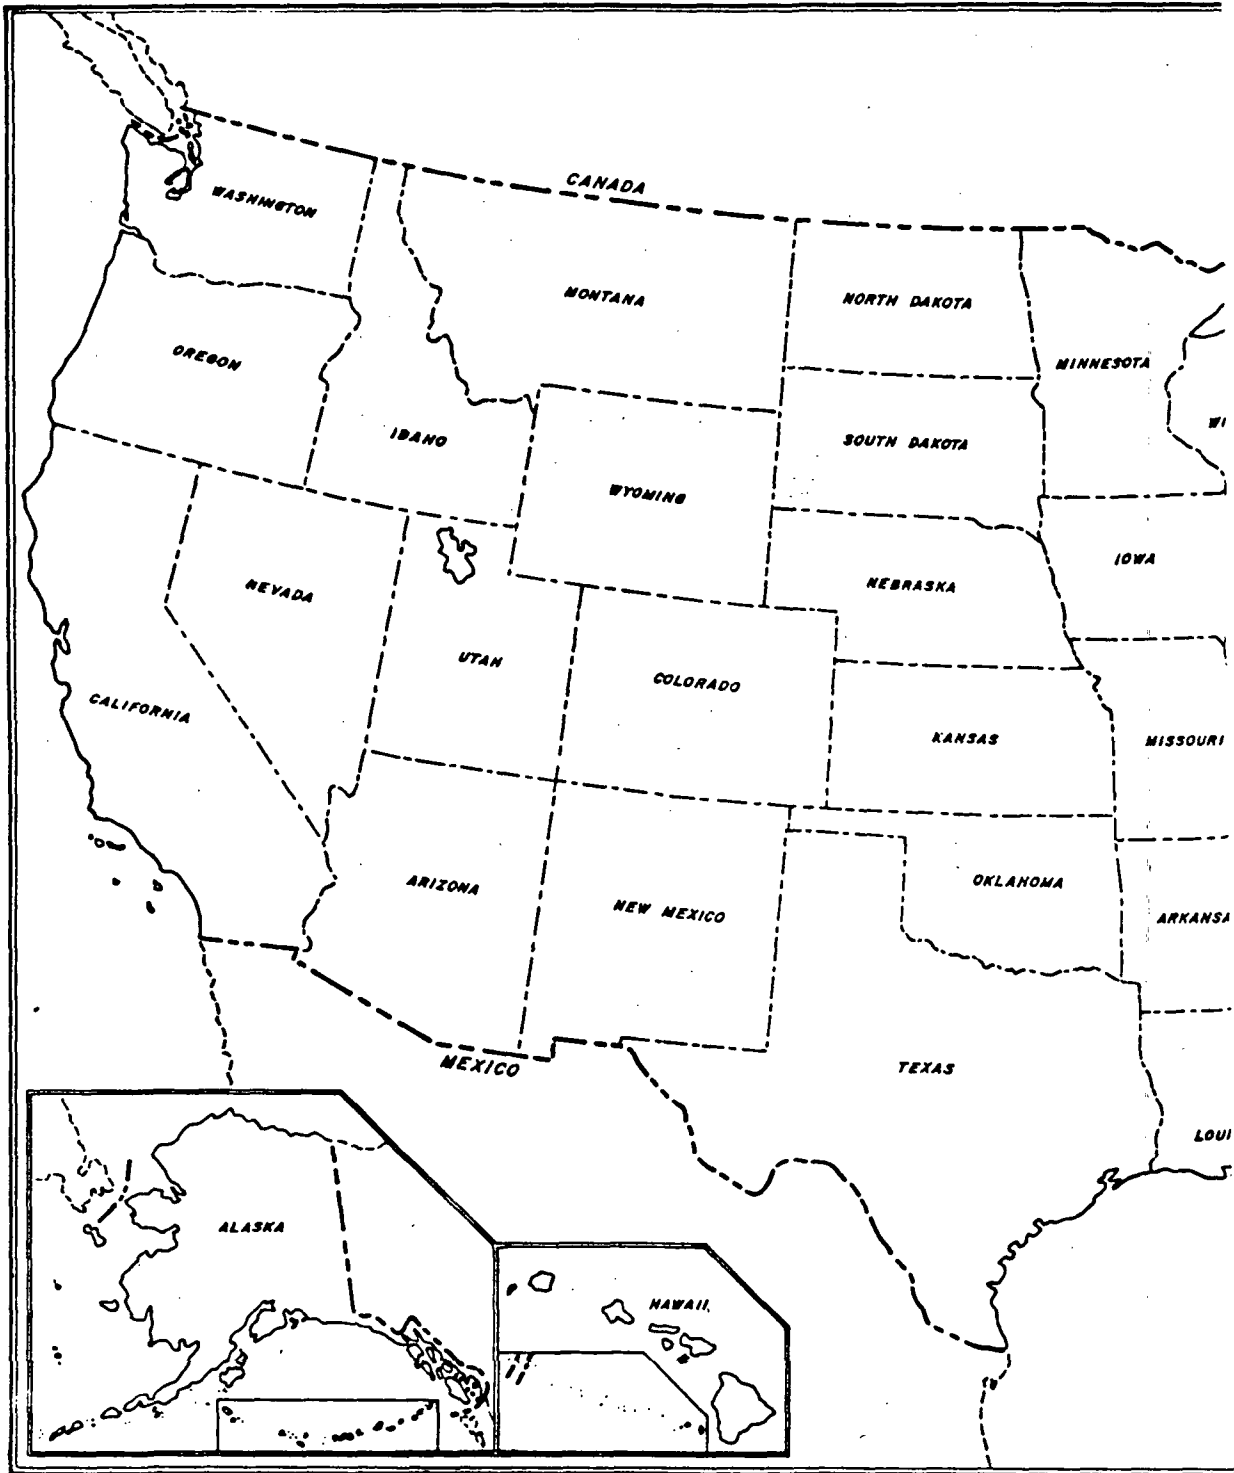 CANADA
WASHINGTON
MONTANA
NORTH DAKOTA
MINNESOTA
OREGON
IDAHO
SOUTH DAKOTA
WI
WYOMING
IOWA
NEVADA
NEBRASKA
UTAH
COLORADO
CALIFORNIA
KANSAS
MISSOURI
ARIZONA
NEW MEXICO
OKLAHOMA
ARKANSA
MEXICO
TEXAS
LOUI
ALASKA
HAWAII